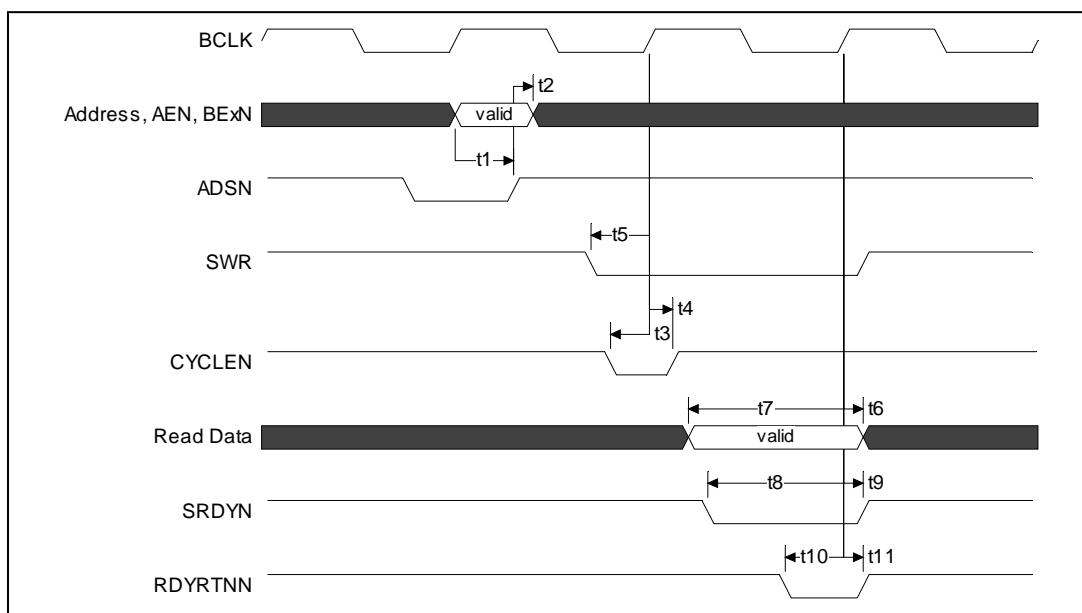 BCLK
t2
Address, AEN, BExN
valid
t1
ADSN
t5
SWR
t4
t3
CYCLEN
t7
t6
Read Data
valid
t8
t9
SRDYN
t10
t11
RDYRTNN